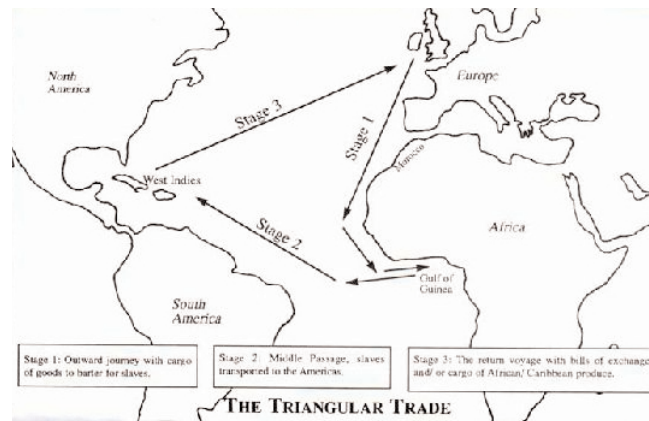 North
America
Europe
Stage 3
Stage 1
Morocco
West Indies
Stage 2
Africa
Gulf of
Guinea
South
America
Stage 1: Outward journey with cargo
of goods to barter for slaves.
Stage 2: Middle Passage, slaves
transported to the Americas.
Stage 3: The return voyage with bills of exchange
and/ or cargo of African/ Caribbean produce.
THE TRIANGULAR TRADE